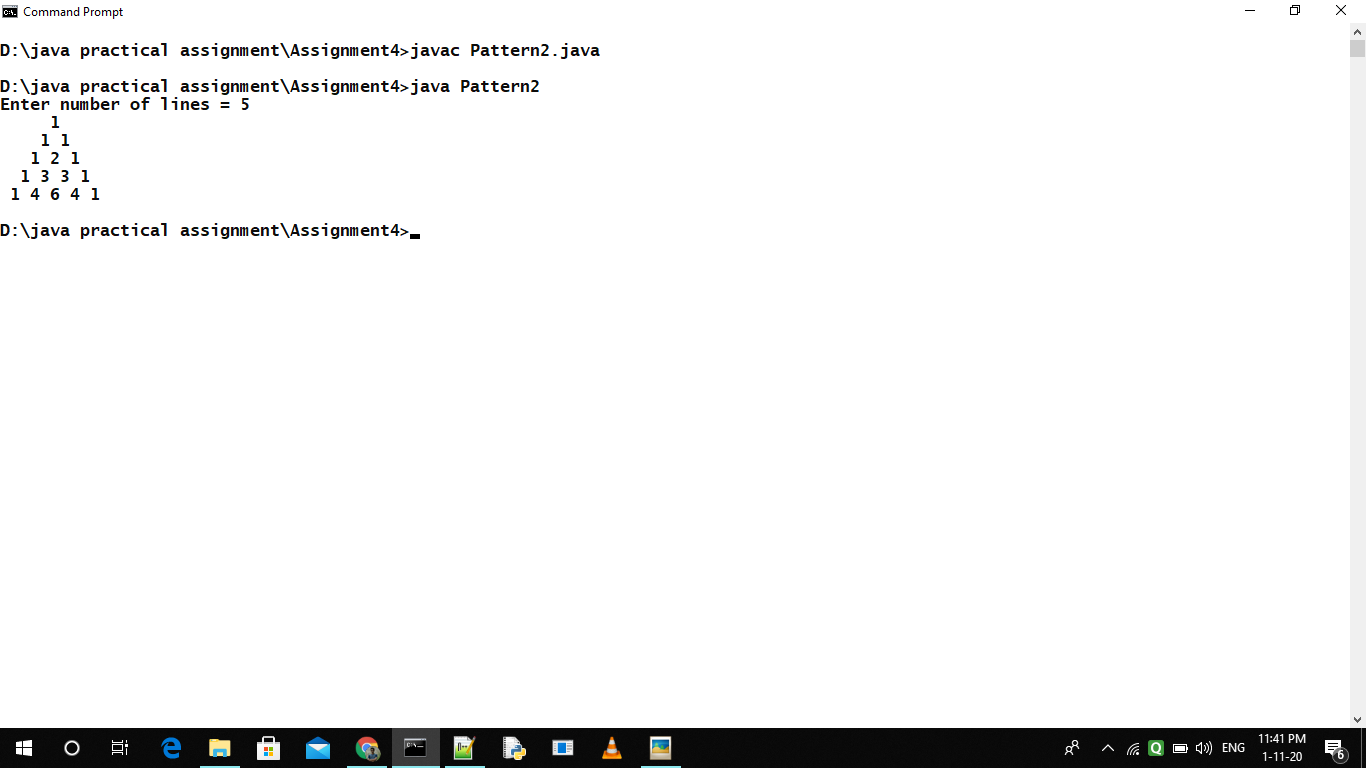 Command Prompt
D:\java practical assignment\Assignment4>javac Pattern2.java
D:\java practical assignment\Assignment4>java Pattern2
Enter number of lines = 5
     1
    1 1
   1 2 1
  1 3 3 1
 1 4 6 4 1
D:\java practical assignment\Assignment4>
ENG
11:41 PM
1-11-20
6